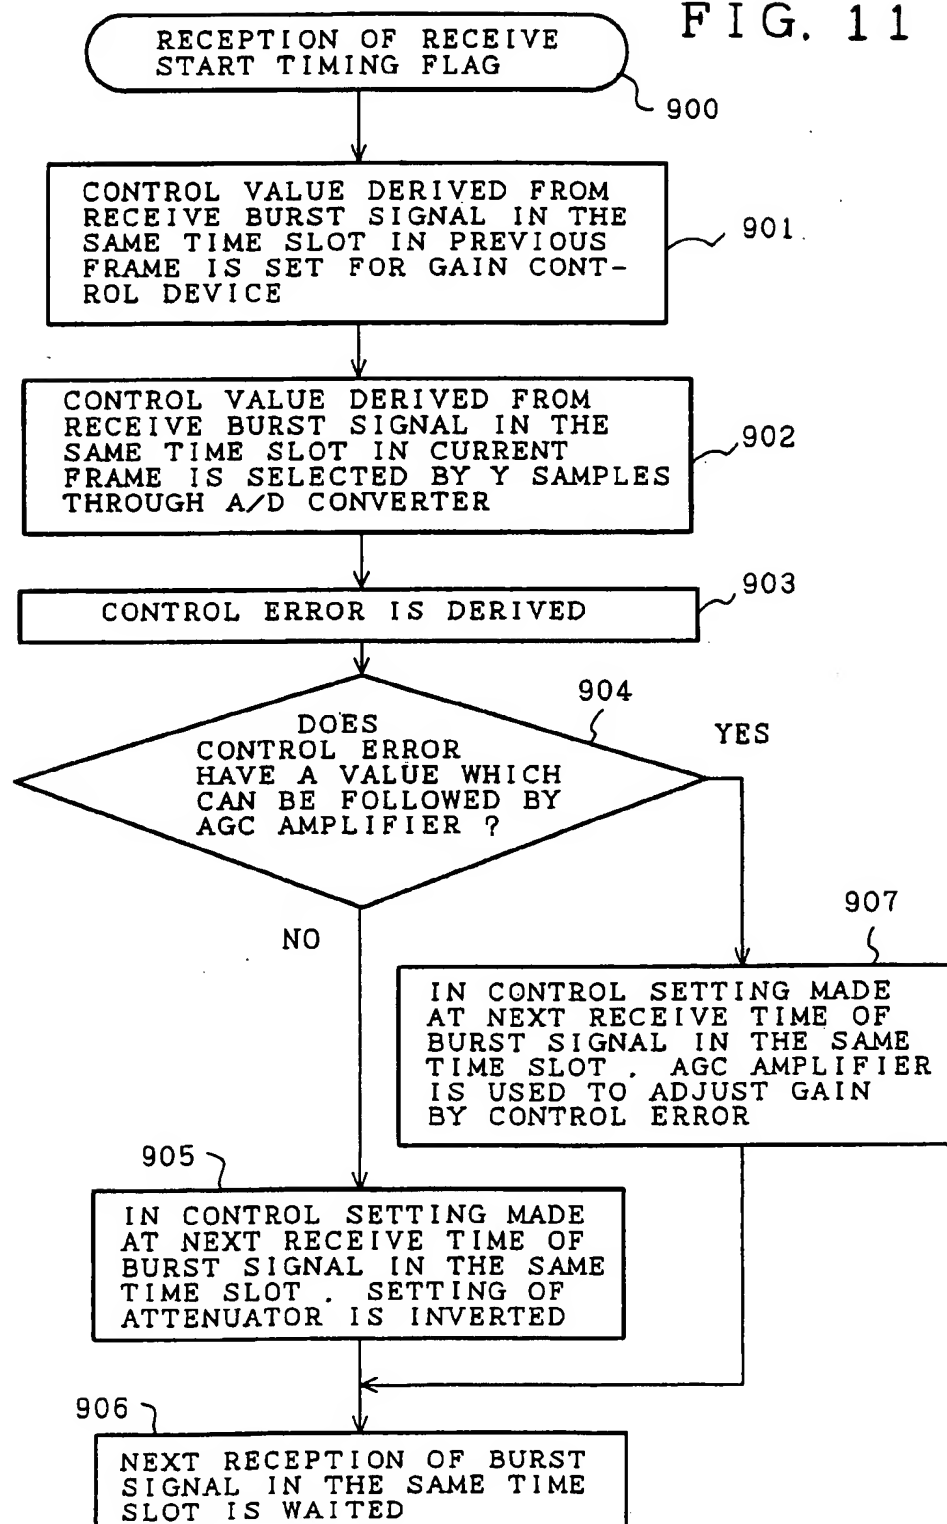 FIG. 11
RECEPTION OF RECEIVE
START TIMING FLAG
900
CONTROL VALUE DERIVED FROM
RECEIVE BURST SIGNAL IN THE
SAME TIME SLOT IN PREVIOUS
FRAME IS SET FOR GAIN CONT-
ROL DEVICE
901
CONTROL VALUE DERIVED FROM
RECEIVE BURST SIGNAL IN THE
SAME TIME SLOT IN CURRENT
FRAME IS SELECTED BY Y SAMPLES
THROUGH A/D CONVERTER
902
CONTROL ERROR IS DERIVED
903
904
DOES
CONTROL ERROR
HAVE A VALUE WHICH
CAN BE FOLLOWED BY
AGC AMPLIFIER ?
YES
NO
907
IN CONTROL SETTING MADE
AT NEXT RECEIVE TIME OF
BURST SIGNAL IN THE SAME
TIME SLOT . AGC AMPLIFIER
IS USED TO ADJUST GAIN
BY CONTROL ERROR
905
IN CONTROL SETTING MADE
AT NEXT RECEIVE TIME OF
BURST SIGNAL IN THE SAME
TIME SLOT . SETTING OF
ATTENUATOR IS INVERTED
906
NEXT RECEPTION OF BURST
SIGNAL IN THE SAME TIME
SLOT IS WAITED